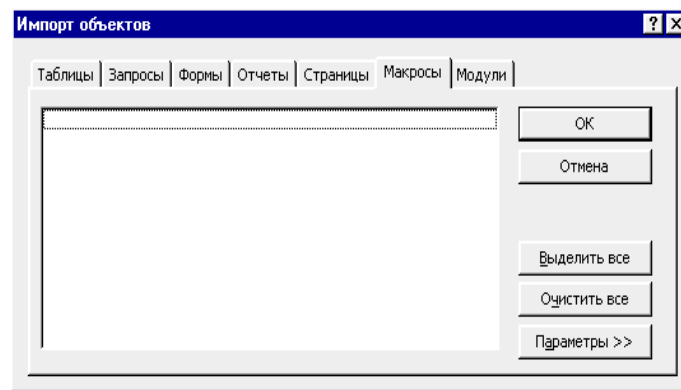 Импорт объектов
Таблицы Запросы Формы Отчеты Страницы Макросы Модули
ОК
Отмена
Выделить все
Очистить все
Параметры >>